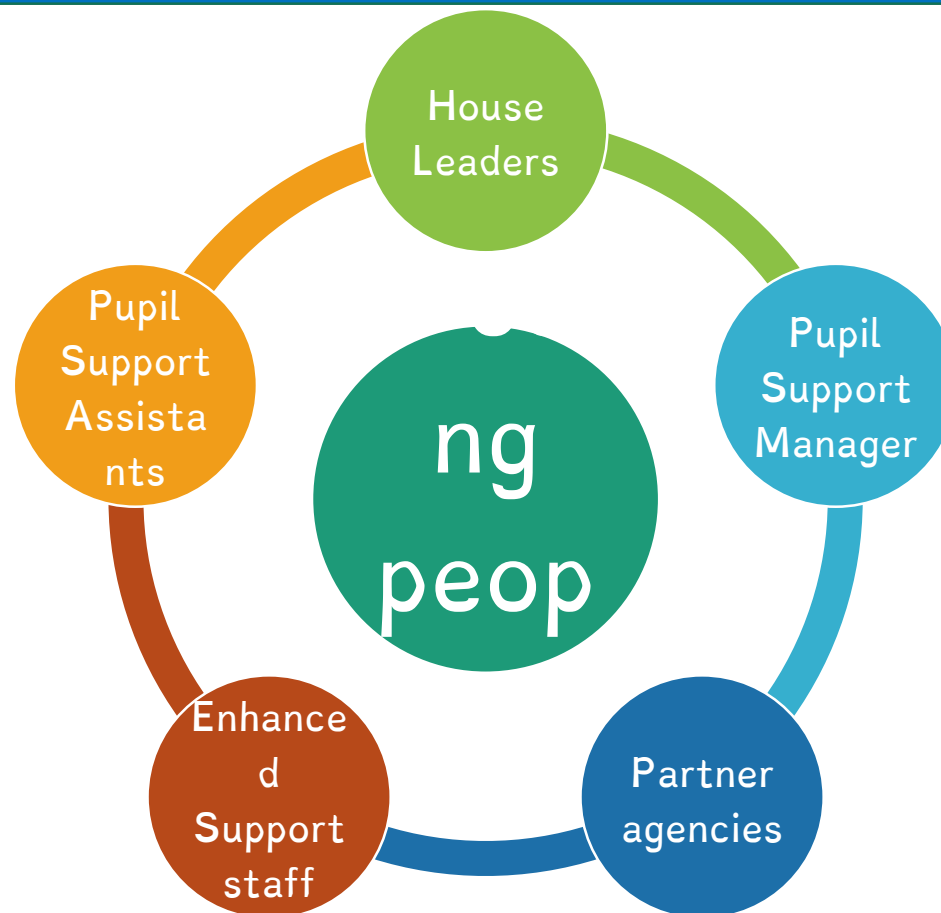 House
Leaders
Pupil
Support
Manager
Partner
agencies
Enhance
d
Support
staff
Pupil
Support
Assista
nts
ng
peop